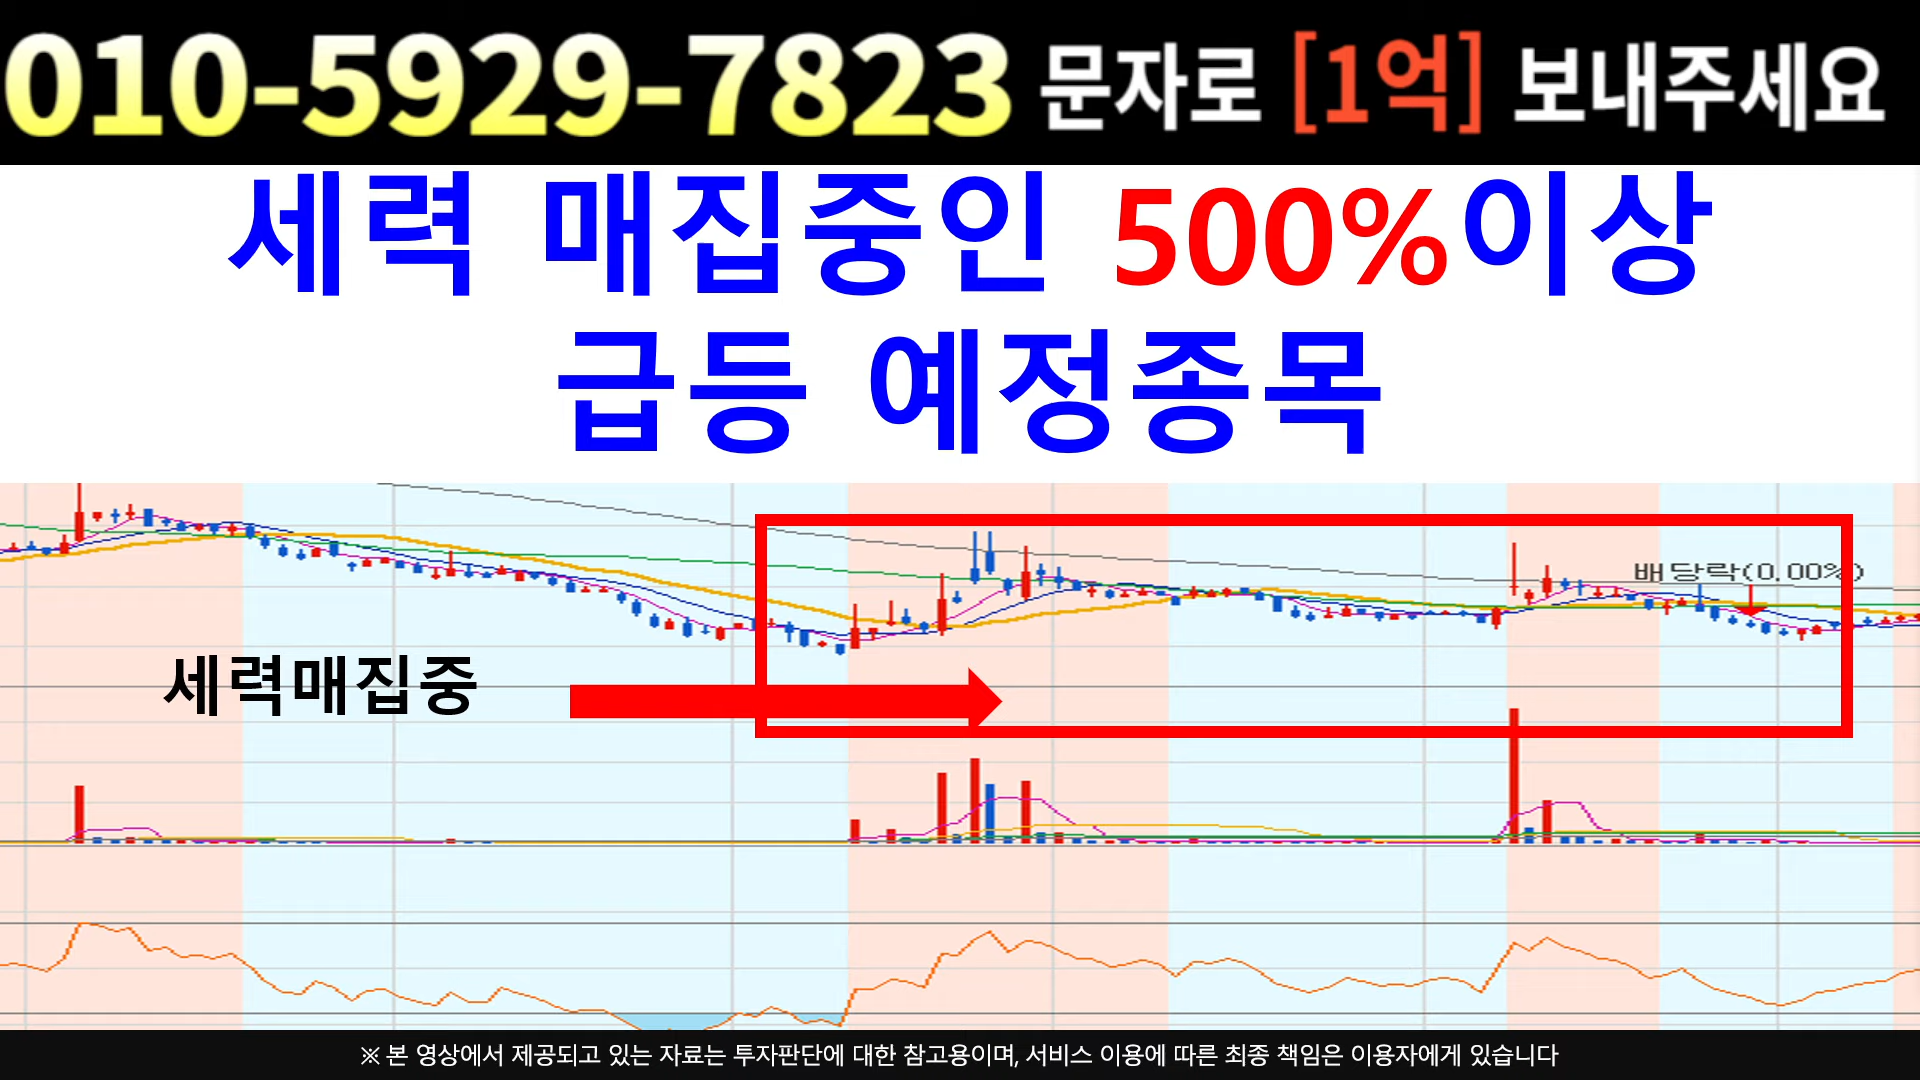 010-5929-7823 문자로 [1억] 보내주세요
세력 매집중인 500%이상
급등 예정종목
배당락(0.00%)
세력매집중
※ 본 영상에서 제공되고 있는 자료는 투자판단에 대한 참고용이며, 서비스 이용에 따른 최종 책임은 이용자에게 있습니다